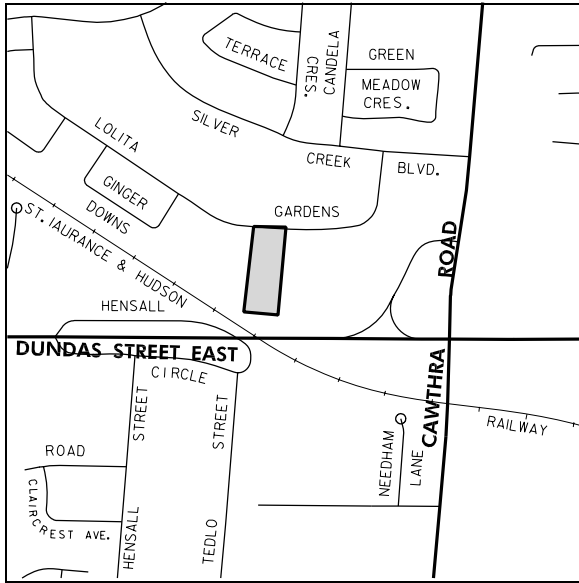 TERRACE
CANDELA
CRES.
GREEN
MEADOW
CRES.
SILVER
CREEK
BLVD.
LOLITA
GARDENS
GINGER
DOWNS
ST. IAURANCE & HUDSON
ROAD
HENSALL
DUNDAS STREET EAST
CIRCLE
STREET
STREET
CAWTHRA
RAILWAY
NEEDHAM
LANE
ROAD
CLAIRCREST AVE.
HENSALL
TEDLO